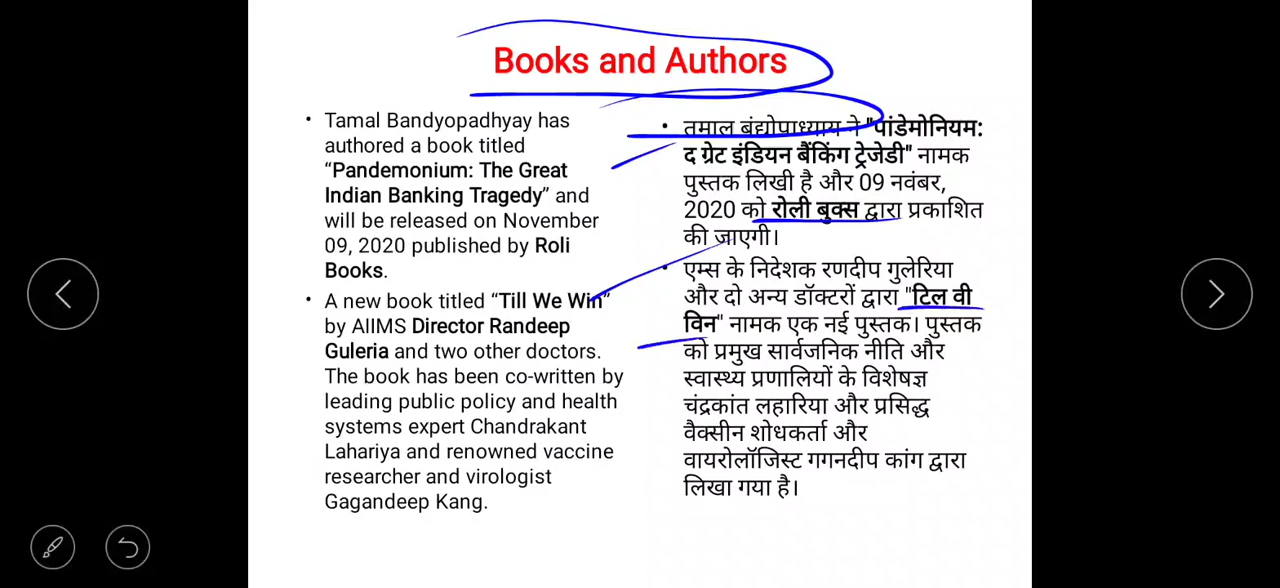 Books and Authors
• Tamal Bandyopadhyay has
authored a book titled
“Pandemonium: The Great
Indian Banking Tragedy” and
will be released on November
09, 2020 published by Roli
Books.
• A new book titled “Till We Win”
by AIIMS Director Randeep
Guleria and two other doctors.
The book has been co-written by
leading public policy and health
systems expert Chandrakant
Lahariya and renowned vaccine
researcher and virologist
Gagandeep Kang.
• तमाल बंद्योपाध्याय ने "पांडेमोनियम:
द ग्रेट इंडियन बैंकिंग ट्रेजेडी" नामक
पुस्तक लिखी है और 09 नवंबर,
2020 को रोली बुक्स द्वारा प्रकाशित
की जाएगी।
• एम्स के निदेशक रणदीप गुलेरिया
और दो अन्य डॉक्टरों द्वारा "टिल वी
विन" नामक एक नई पुस्तक। पुस्तक
को प्रमुख सार्वजनिक नीति और
स्वास्थ्य प्रणालियों के विशेषज्ञ
चंद्रकांत लहारिया और प्रसिद्ध
वैक्सीन शोधकर्ता और
वायरोलॉजिस्ट गगनदीप कांग द्वारा
लिखा गया है।